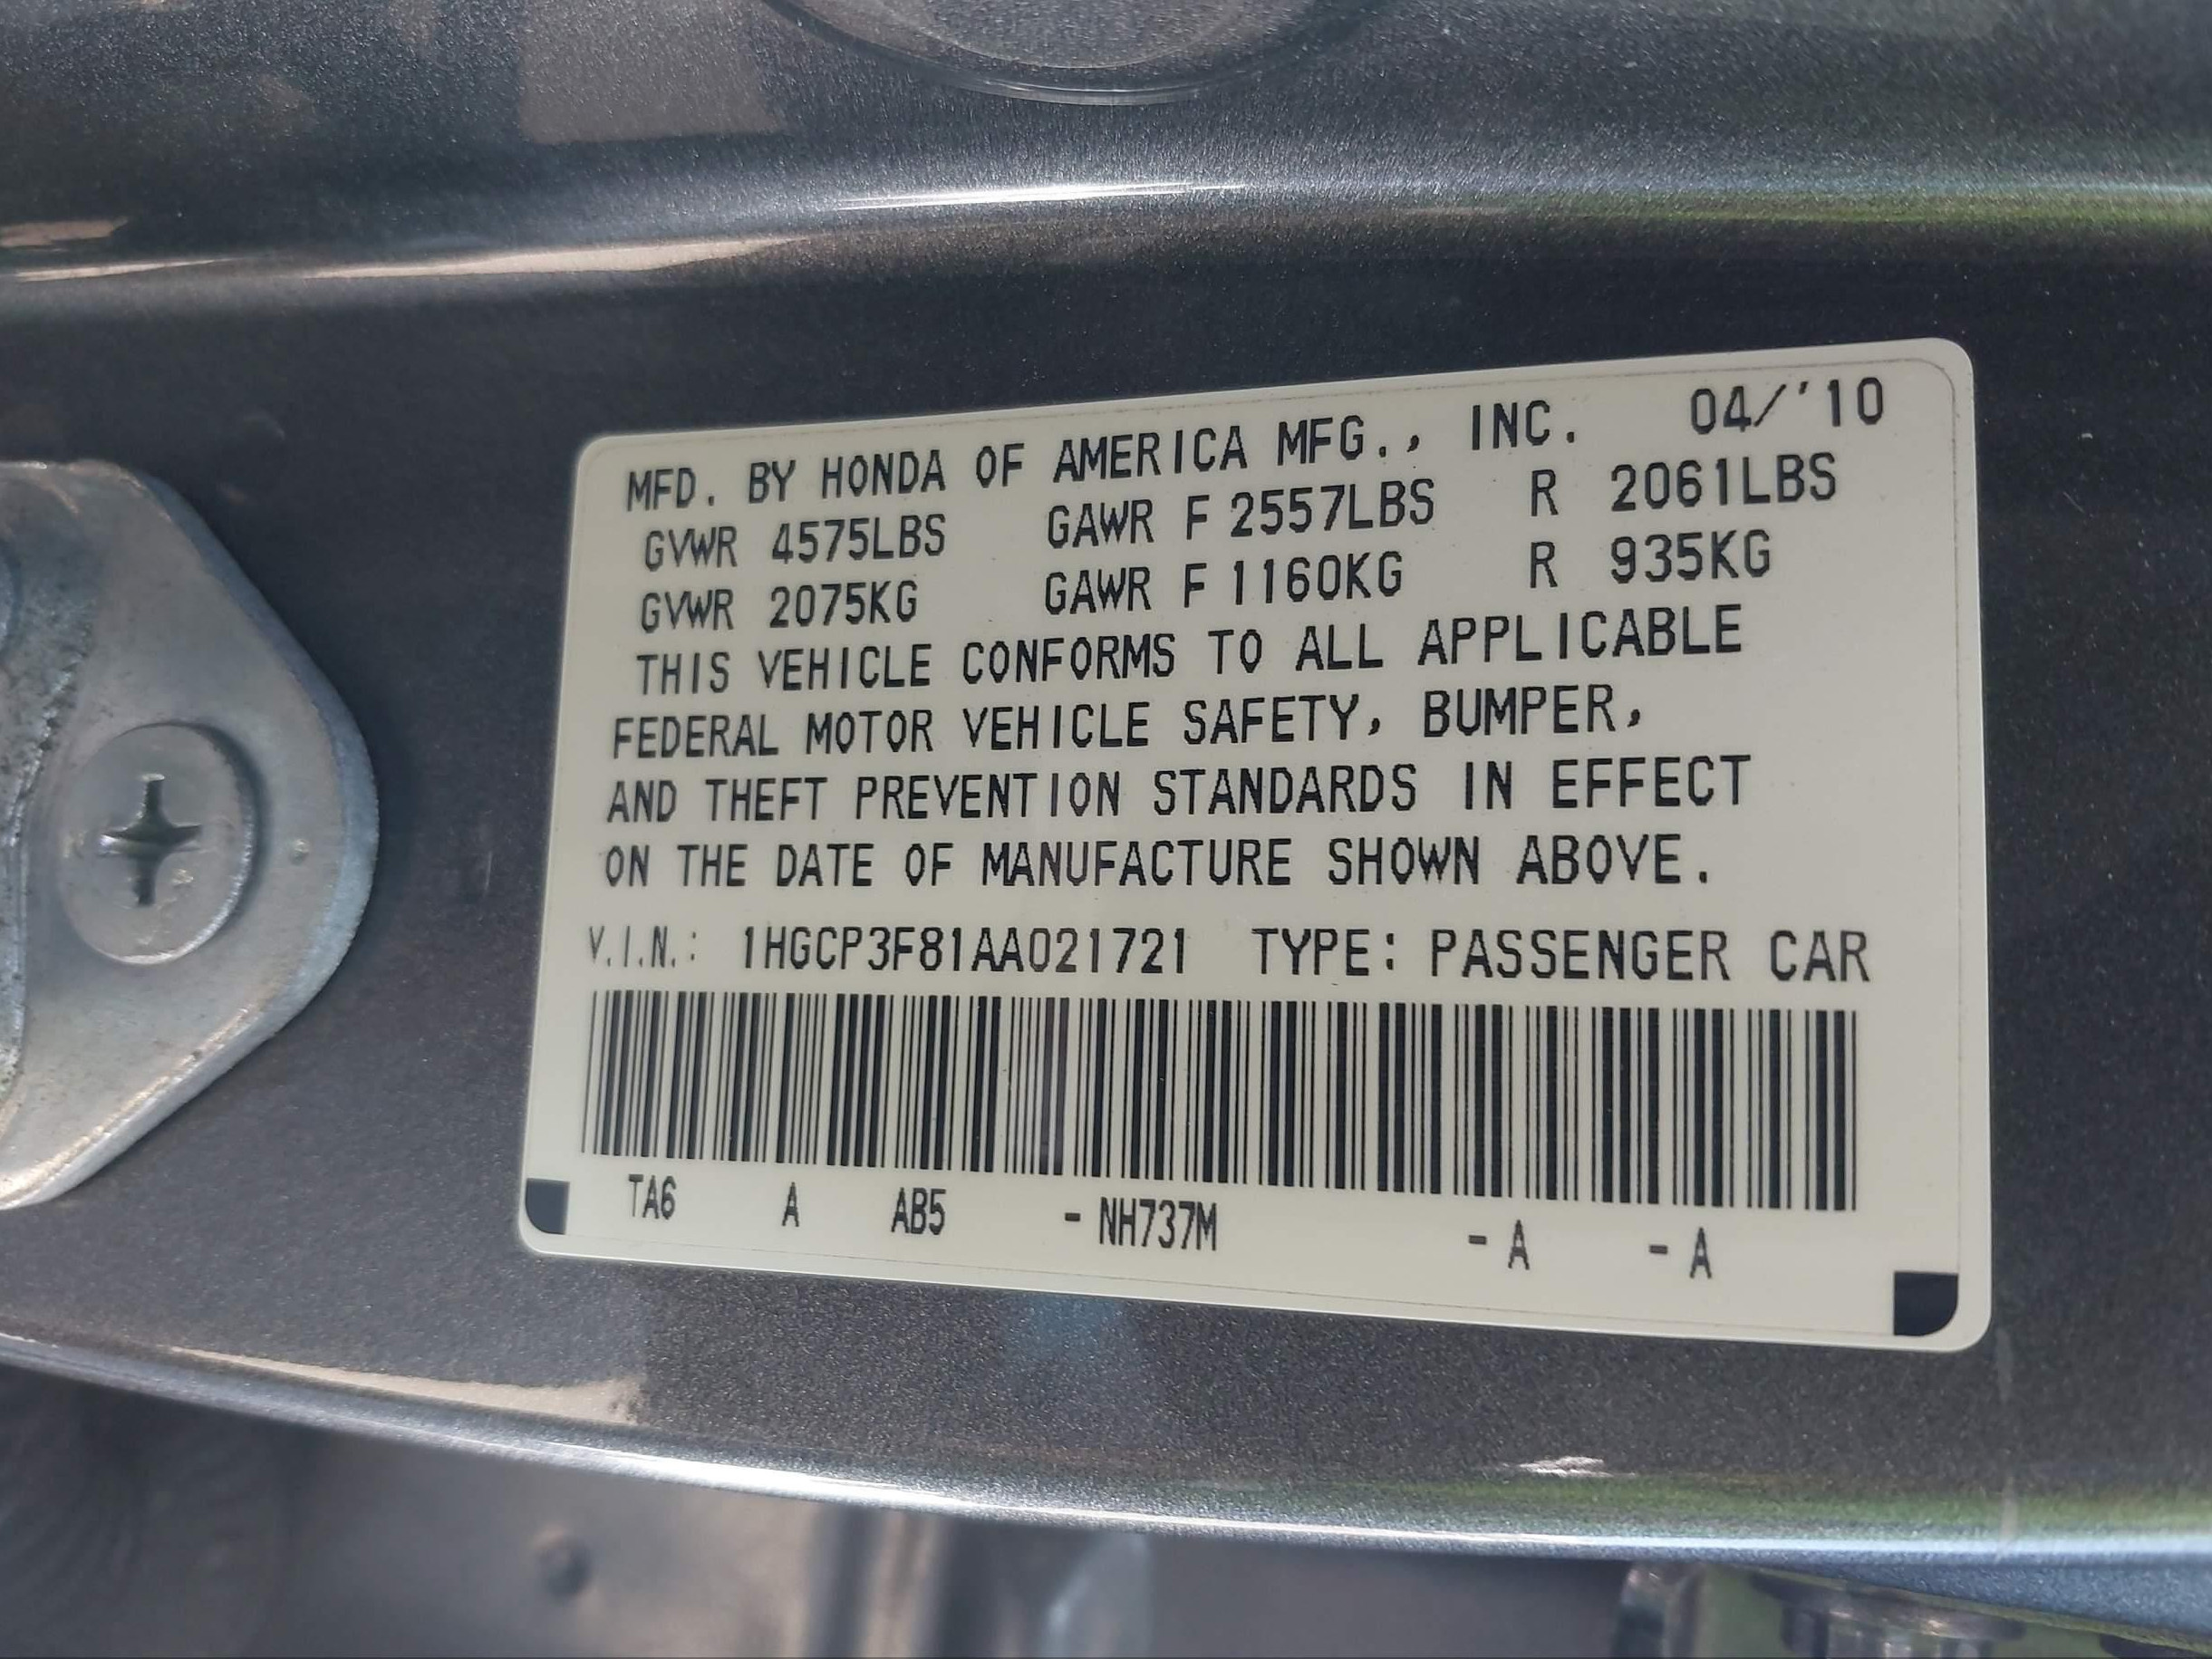 MFD. BY HONDA OF AMERICA MFG., INC. 04/'10
GVWR 4575LBS GAWR F 2557LBS R 2061LBS
GVWR 2075KG GAWR F 1160KG R 935KG
THIS VEHICLE CONFORMS TO ALL APPLICABLE
FEDERAL MOTOR VEHICLE SAFETY, BUMPER,
AND THEFT PREVENTION STANDARDS IN EFFECT
ON THE DATE OF MANUFACTURE SHOWN ABOVE.
V.I.N.: 1HGCP3F81AA021721 TYPE: PASSENGER CAR
TA6 A AB5 - NH737M - A - A